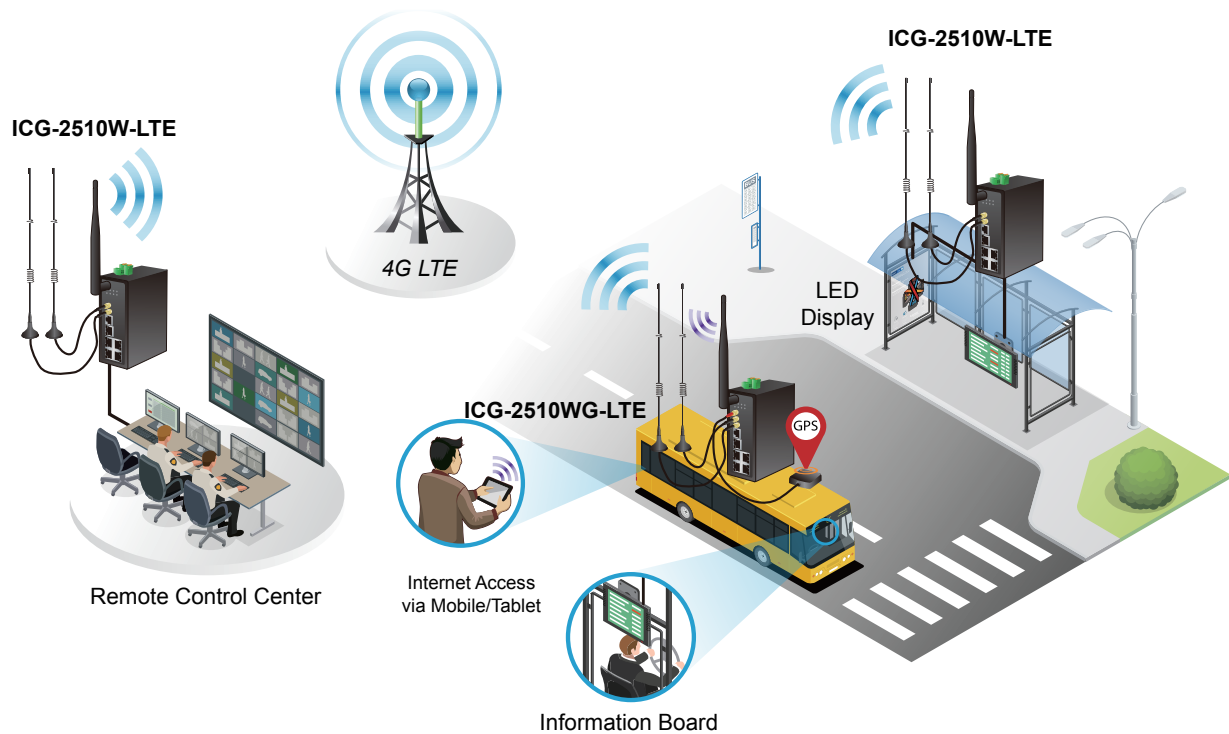 ICG-2510W-LTE
ICG-2510W-LTE
4G LTE
LED
Display
ICG-2510WG-LTE
GPS
Internet Access
via Mobile/Tablet
Remote Control Center
Information Board